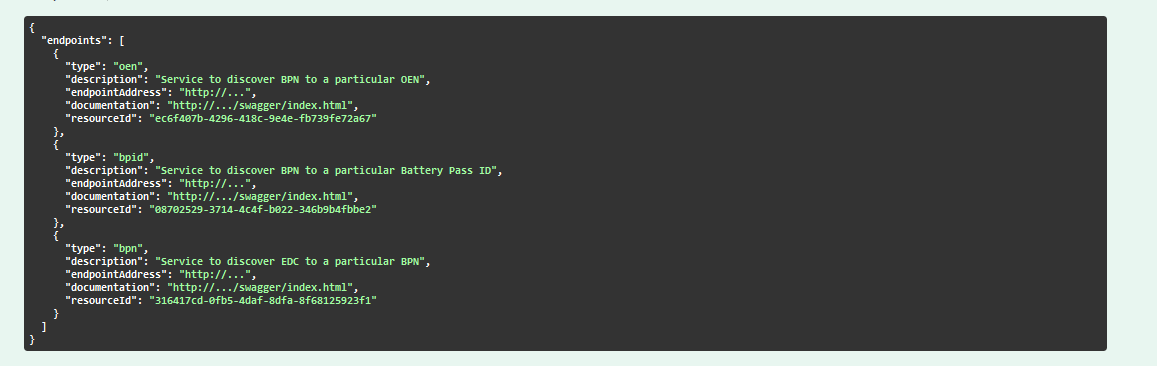 {
  "endpoints": [
    {
      "type": "oen",
      "description": "Service to discover BPN to a particular OEN",
      "endpointAddress": "http://...",
      "documentation": "http://.../swagger/index.html",
      "resourceId": "ec6f407b-4296-418c-9e4e-fb739fe72a67"
    },
    {
      "type": "bpid",
      "description": "Service to discover BPN to a particular Battery Pass ID",
      "endpointAddress": "http://...",
      "documentation": "http://.../swagger/index.html",
      "resourceId": "08702529-3714-4c4f-b022-346b9b4fbbe2"
    },
    {
      "type": "bpn",
      "description": "Service to discover EDC to a particular BPN",
      "endpointAddress": "http://...",
      "documentation": "http://.../swagger/index.html",
      "resourceId": "316417cd-0fb5-4daf-8dfa-8f68125923f1"
    }
  ]
}